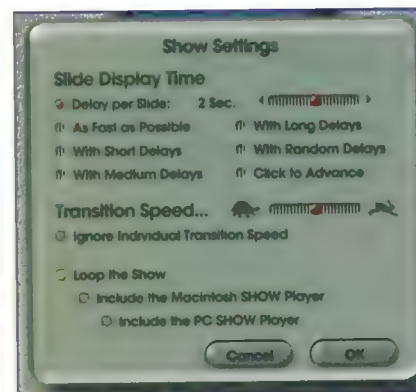 Show Settings
Slide Display Time
Delay per Slide: 2 Sec.
As Fast as Possible
With Long Delays
With Short Delays
With Random Delays
With Medium Delays
Click to Advance
Transition Speed...
Ignore Individual Transition Speed
Loop the Show
Include the Macintosh SHOW Player
Include the PC SHOW Player
Cancel
OK